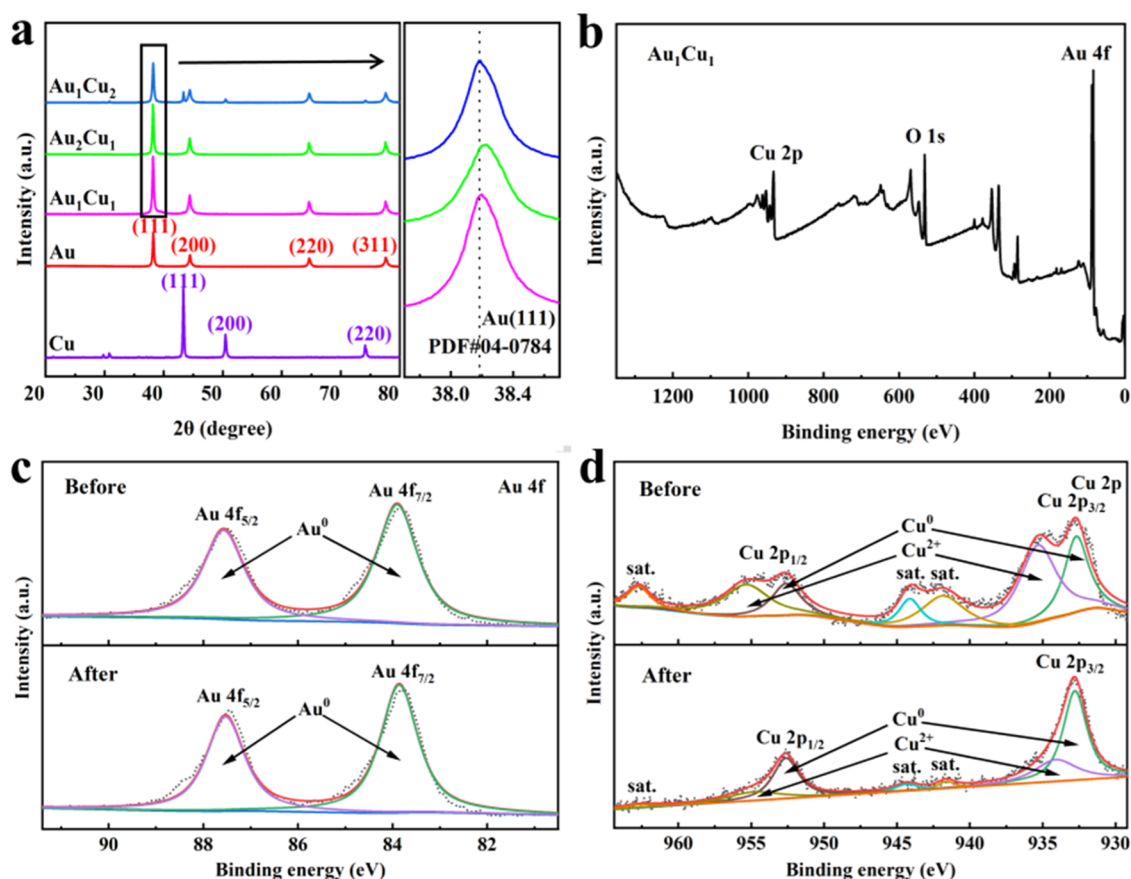 a
Intensity (a.u.)
Au₁Cu₂
Au₂Cu₁
Au₁Cu₁
(111)
Au
(200)
(220)
(311)
(111)
(200)
(220)
Cu
20 30 40 50 60 70 80
2θ (degree)
Au(111)
PDF#04-0784
38.0 38.4
b
Au₁Cu₁
Au 4f
O 1s
Cu 2p
Intensity (a.u.)
1200 1000 800 600 400 200 0
Binding energy (eV)
c
Before
Au 4f₅/₂
Au⁰
Au 4f₇/₂
Au 4f
After
Au 4f₅/₂
Au⁰
Au 4f₇/₂
Intensity (a.u.)
90 88 86 84 82
Binding energy (eV)
d
Before
Cu 2p
Cu 2p₃/₂
Cu⁰
Cu²⁺
Cu 2p₁/₂
sat.
sat.
sat.
After
Cu 2p₃/₂
Cu⁰
Cu²⁺
Cu 2p₁/₂
sat.
sat.
sat.
Intensity (a.u.)
960 955 950 945 940 935 930
Binding energy (eV)